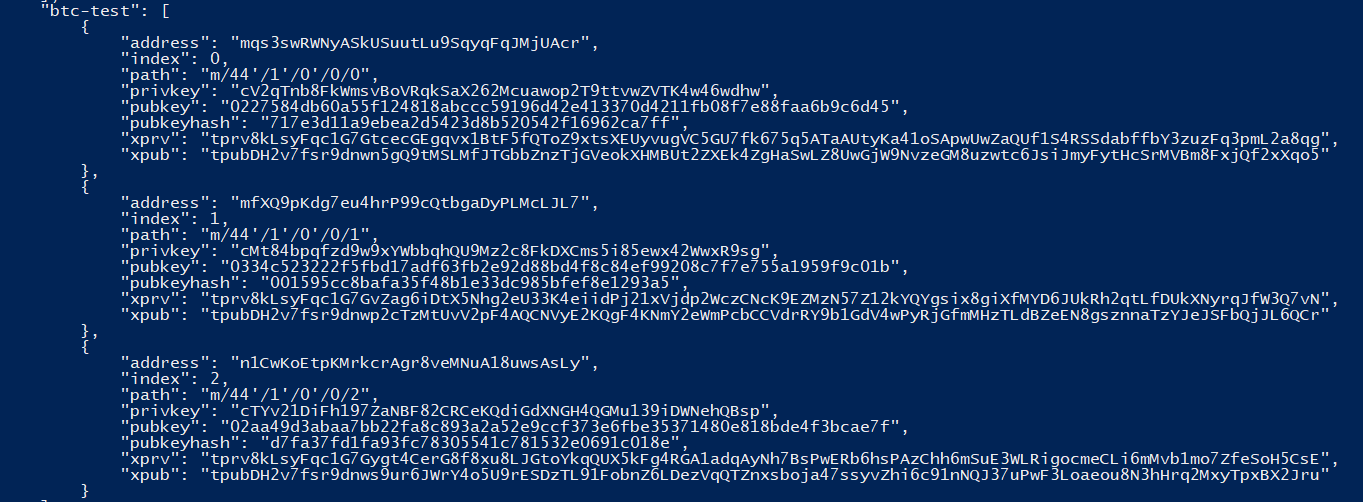 "btc-test": [
{
"address": "mqs3swRWNyASkUSuutLu9SqyqFqJMjUAcr",
"index": 0,
"path": "m/44'/1'/0'/0/0",
"privkey": "cV2qTnb8FkWmsvBoVRqkSaX262Mcuawop2T9ttvwZVTK4w46wdhw",
"pubkey": "0227584db60a55f124818abccc59196d42e413370d4211fb08f7e88faa6b9c6d45",
"pubkeyhash": "717e3d11a9ebea2d5423d8b520542f16962ca7ff",
"xprv": "tprv8kLsyFqc1G7GtcecGEgqvx1BtF5fQToZ9xtsXEUyvugVC5GU7fk675q5ATaAUtyKa41oSApwUwZaQUf1S4RSSdabffbY3zuzFq3pmL2a8qg",
"xpub": "tpubDH2v7fsr9dnwn5gQ9tMSLMfJTGbbZnzTjGVeokXHMBUt2ZXEk4ZgHaSwLZ8UwGjW9NvzeGM8uzwtc6JsiJmyFytHcSrMVBm8FxjQf2xXqo5"
},
{
"address": "mfXQ9pKdg7eu4hrP99cQtbgaDyPLMcLJL7",
"index": 1,
"path": "m/44'/1'/0'/0/1",
"privkey": "cMt84bpqfzd9w9xYWbbqhQU9Mz2c8FkDXCms5i85ewx42WwxR9sg",
"pubkey": "0334c523222f5fbd17adf63fb2e92d88bd4f8c84ef99208c7f7e755a1959f9c01b",
"pubkeyhash": "001595cc8bafa35f48b1e33dc985bfef8e1293a5",
"xprv": "tprv8kLsyFqc1G7GvZag6iDtX5Nhg2eU33K4eiidPj21xVjdp2WczCNcK9EZMzN57Z12kYQYgsix8giXfMYD6JUkRh2qtLfDUkXNyrqJfW3Q7vN",
"xpub": "tpubDH2v7fsr9dnwp2cTzMtUvV2pF4AQCNVyE2KQgF4KNmY2eWmPcbCCVdrRY9b1GdV4wPyRjGfmMHzTLdBZeEN8gsznnaTzYJeJSFbQjJL6QCr"
},
{
"address": "n1CwKoEtpKMrkcrAgr8veMNuA18uwsAsLy",
"index": 2,
"path": "m/44'/1'/0'/0/2",
"privkey": "cTYv21DiFh197ZaNBF82CRCeKQdiGdXNGH4QGMu139iDWNehQBsp",
"pubkey": "02aa49d3abaa7bb22fa8c893a2a52e9ccf373e6fbe35371480e818bde4f3bcae7f",
"pubkeyhash": "d7fa37fd1fa93fc78305541c781532e0691c018e",
"xprv": "tprv8kLsyFqc1G7Gygt4CerG8f8xu8LJGtoYkqQUX5kFg4RGA1adqAyNh7BsPwERb6hsPAzChh6mSuE3WLRigocmeCLi6mMvb1mo7ZfeSoH5CsE",
"xpub": "tpubDH2v7fsr9dnws9ur6JWrY4o5U9rESDzTL91FobnZ6LDezVqQTZnxsboja47ssyvZhi6c91nNQJ37uPwF3Loaeou8N3hHrq2MxyTpxBX2Jru"
}